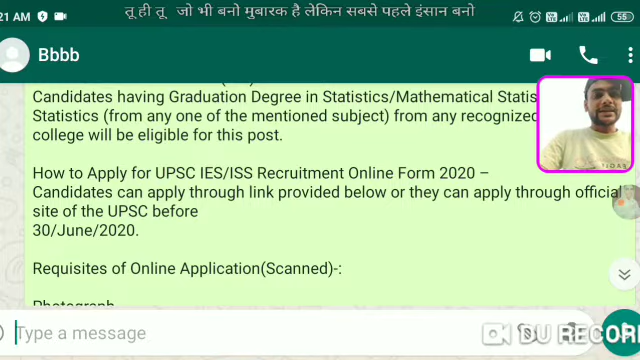 21 AM
तू ही तू जो भी बनो मुबारक है लेकिन सबसे पहले इंसान बनो
55
Bbbb
Candidates having Graduation Degree in Statistics/Mathematical
Statistics (from any one of the mentioned subject) from any recognized
college will be eligible for this post.
How to Apply for UPSC IES/ISS Recruitment Online Form 2020 –
Candidates can apply through link provided below or they can apply through official
site of the UPSC before
30/June/2020.
Requisites of Online Application(Scanned)-:
Photograph
Type a message
DU RECOR